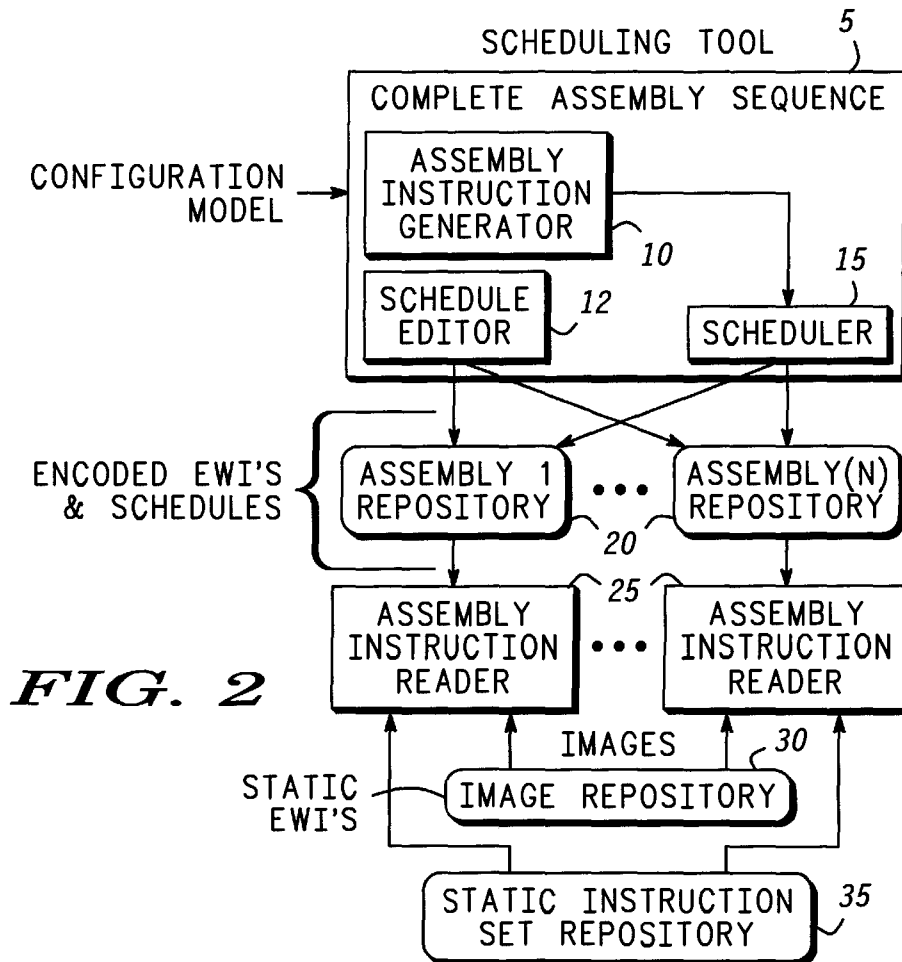 SCHEDULING TOOL
5
COMPLETE ASSEMBLY SEQUENCE
CONFIGURATION
MODEL
ASSEMBLY
INSTRUCTION
GENERATOR
10
SCHEDULE
EDITOR
12
15
SCHEDULER
ENCODED EWI'S
& SCHEDULES
ASSEMBLY 1
REPOSITORY
•••
ASSEMBLY(N)
REPOSITORY
20
25
ASSEMBLY
INSTRUCTION
READER
•••
ASSEMBLY
INSTRUCTION
READER
FIG. 2
IMAGES
30
STATIC
EWI'S
IMAGE REPOSITORY
STATIC INSTRUCTION
SET REPOSITORY
35